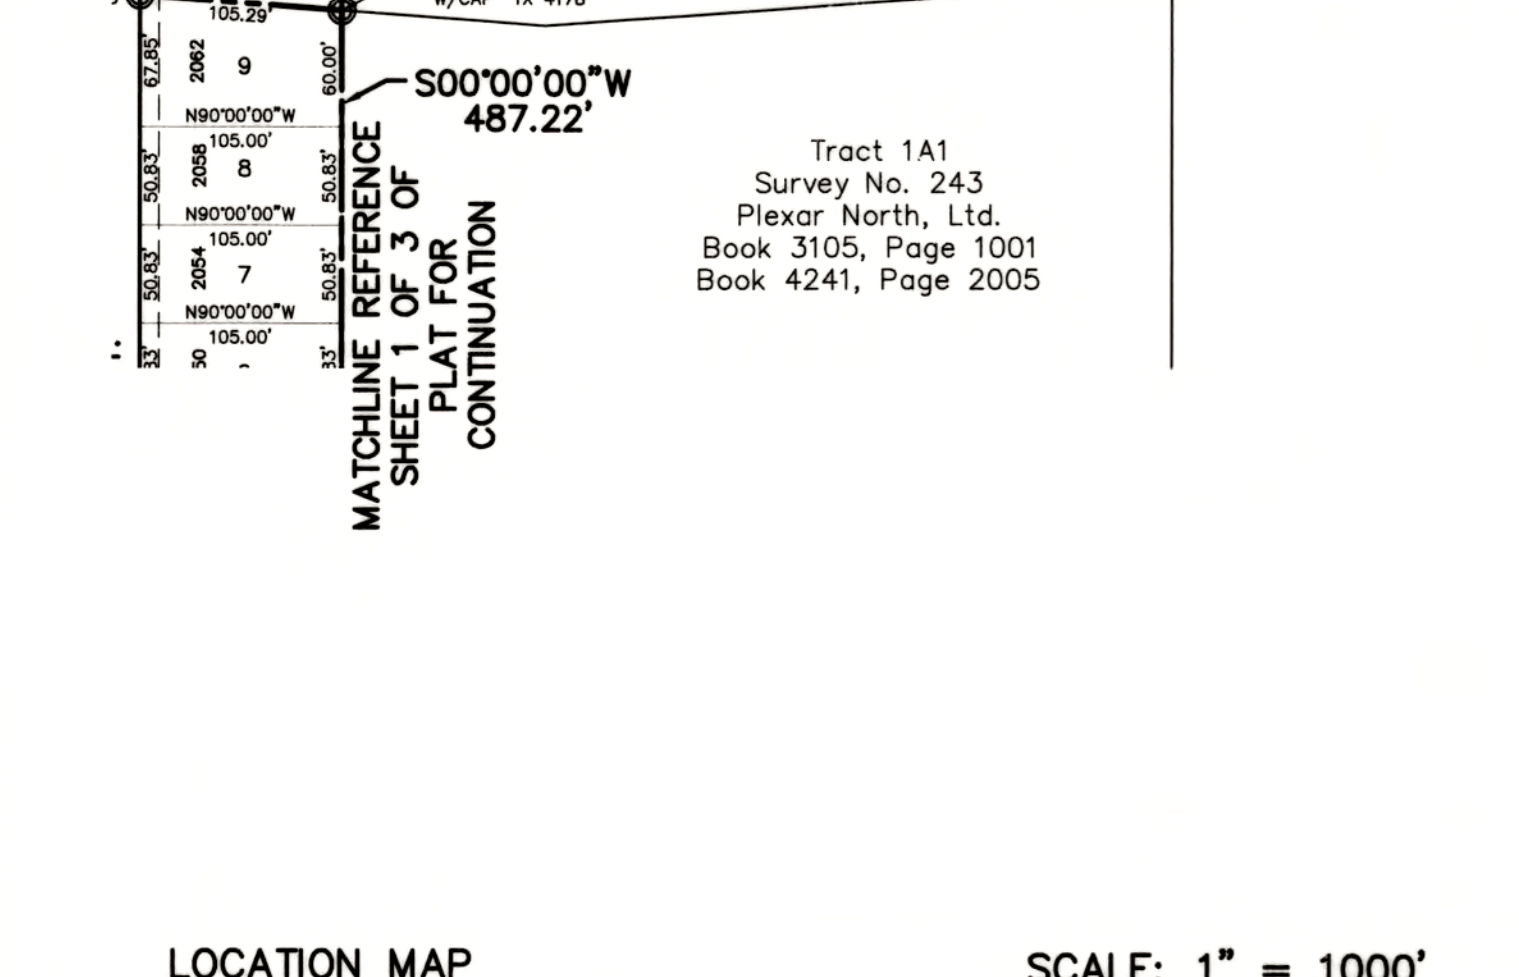 105.29'
W/CAP "TX 4178"
67.85'
2062
9
60.00'
S00°00'00"W
487.22'
N90°00'00"W
105.00'
50.83'
2058
8
50.83'
N90°00'00"W
105.00'
50.83'
2054
7
50.83'
N90°00'00"W
105.00'
MATCHLINE REFERENCE
SHEET 1 OF 3 OF
PLAT FOR
CONTINUATION
Tract 1A1
Survey No. 243
Plexar North, Ltd.
Book 3105, Page 1001
Book 4241, Page 2005
LOCATION MAP
SCALE: 1" = 1000'